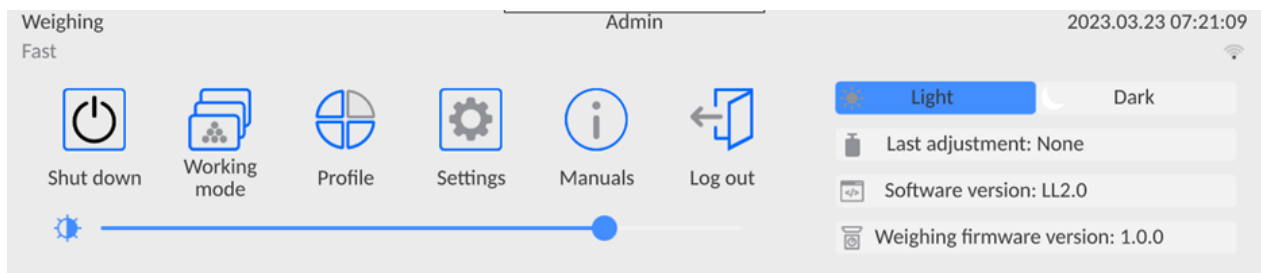 Weighing Admin 2023.03.23 07:21:09
Fast
Light Dark
Shut down
Working
mode
Profile
Settings
Manuals
Log out
Last adjustment: None
Software version: LL2.0
Weighing firmware version: 1.0.0